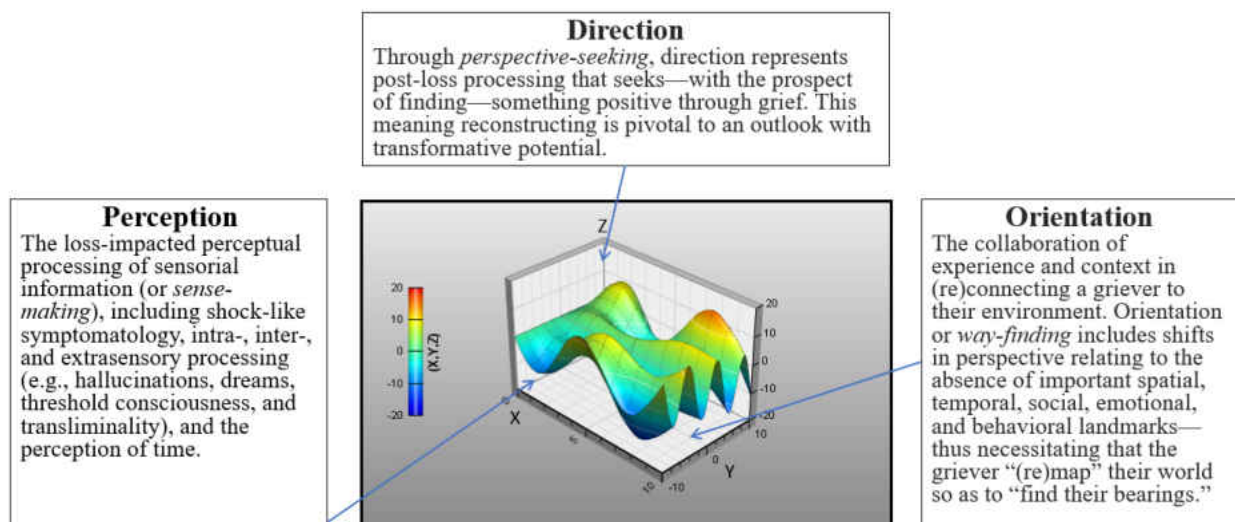 Direction
Through perspective-seeking, direction represents
post-loss processing that seeks—with the prospect
of finding—something positive through grief. This
meaning reconstructing is pivotal to an outlook with
transformative potential.
Perception
The loss-impacted perceptual
processing of sensorial
information (or sense-
making), including shock-like
symptomatology, intra-, inter-,
and extrasensory processing
(e.g., hallucinations, dreams,
threshold consciousness, and
transliminality), and the
perception of time.
Z
20
10
0
-10
-20
(X,Y,Z)
X
Y
20
10
0
-10
-20
10
0
-10
Orientation
The collaboration of
experience and context in
(re)connecting a griever to
their environment. Orientation
or way-finding includes shifts
in perspective relating to the
absence of important spatial,
temporal, social, emotional,
and behavioral landmarks—
thus necessitating that the
griever “(re)map” their world
so as to “find their bearings.”